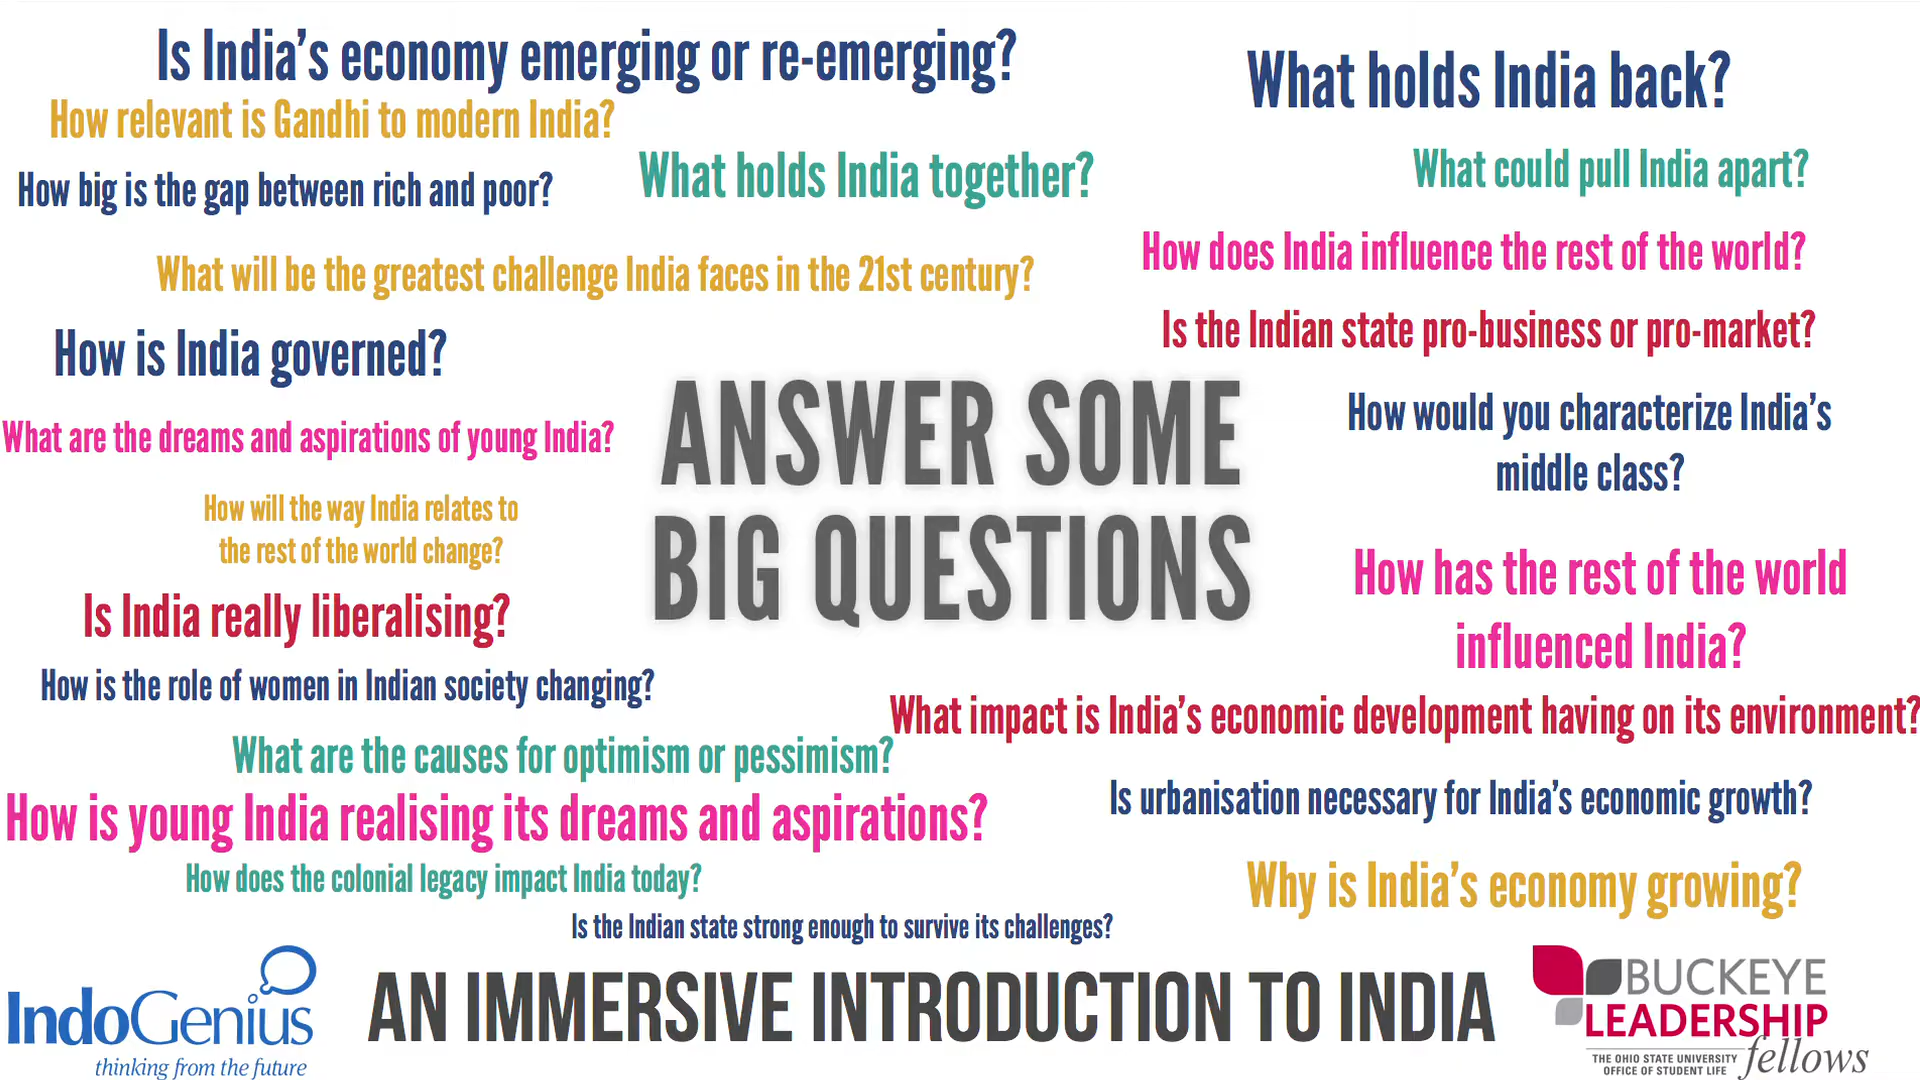 Is India's economy emerging or re-emerging?
What holds India back?
How relevant is Gandhi to modern India?
What holds India together?
What could pull India apart?
How big is the gap between rich and poor?
How does India influence the rest of the world?
What will be the greatest challenge India faces in the 21st century?
Is the Indian state pro-business or pro-market?
How is India governed?
ANSWER SOME
BIG QUESTIONS
How would you characterize India's
middle class?
What are the dreams and aspirations of young India?
How will the way India relates to
the rest of the world change?
How has the rest of the world
influenced India?
Is India really liberalising?
How is the role of women in Indian society changing?
What impact is India's economic development having on its environment?
What are the causes for optimism or pessimism?
Is urbanisation necessary for India's economic growth?
How is young India realising its dreams and aspirations?
How does the colonial legacy impact India today?
Why is India's economy growing?
Is the Indian state strong enough to survive its challenges?
IndoGenius
thinking from the future
AN IMMERSIVE INTRODUCTION TO INDIA
BUCKEYE
LEADERSHIP
fellows
THE OHIO STATE UNIVERSITY
OFFICE OF STUDENT LIFE